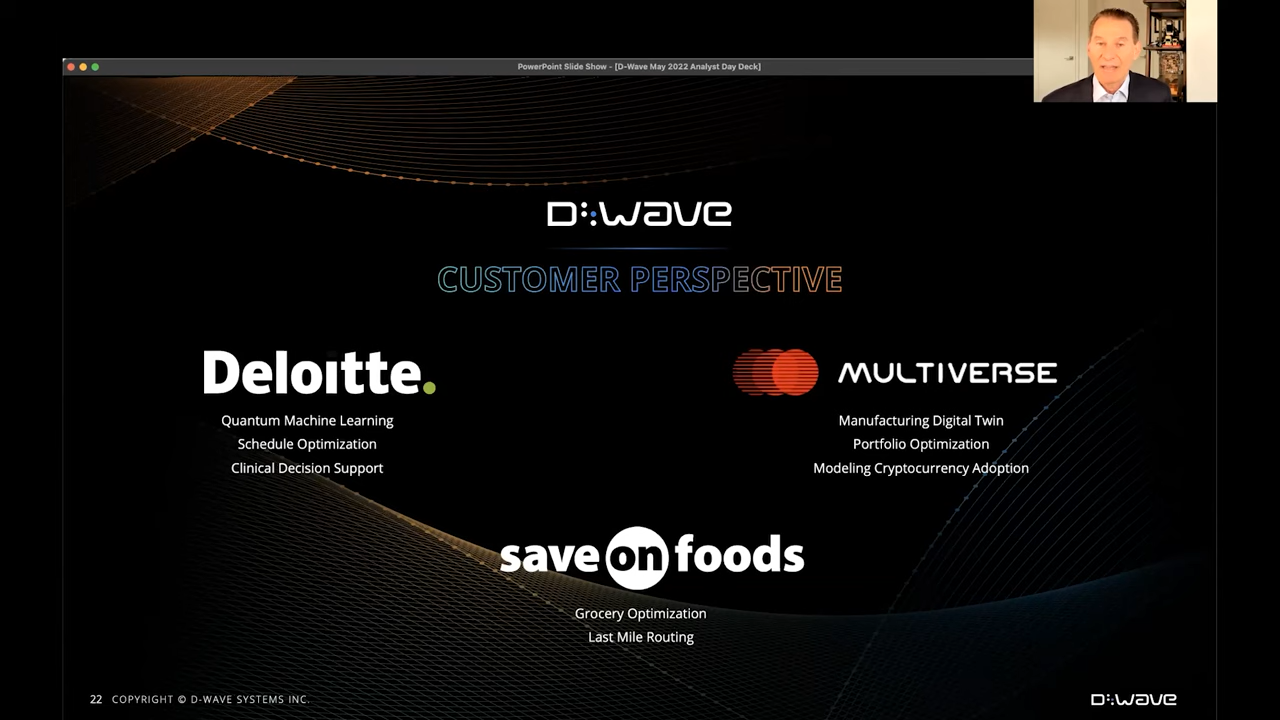 PowerPoint Slide Show - [D-Wave May 2022 Analyst Day Deck]
D:Wave
CUSTOMER PERSPECTIVE
Deloitte.
Quantum Machine Learning
Schedule Optimization
Clinical Decision Support
MULTIVERSE
Manufacturing Digital Twin
Portfolio Optimization
Modeling Cryptocurrency Adoption
save on foods
Grocery Optimization
Last Mile Routing
22 COPYRIGHT © D-WAVE SYSTEMS INC.
D:Wave